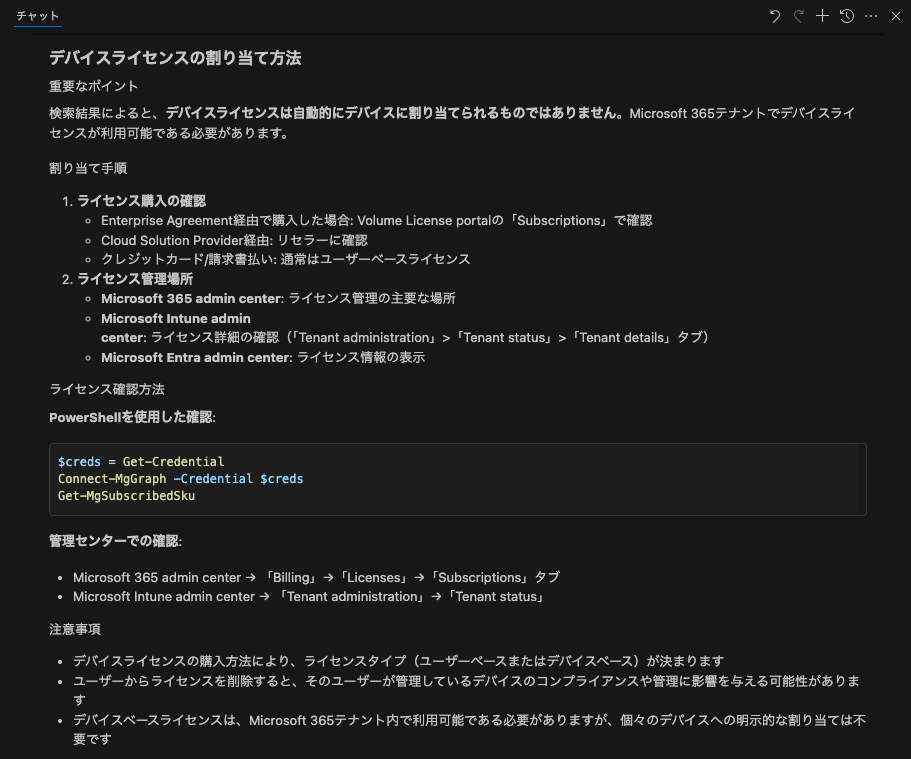 チャット
デバイスライセンスの割り当て方法
重要なポイント
検索結果によると、デバイスライセンスは自動的にデバイスに割り当てられるものではありません。Microsoft 365テナントでデバイスライ
センスが利用可能である必要があります。
割り当て手順
1. ライセンス購入の確認
Enterprise Agreement経由で購入した場合: Volume License portalの「Subscriptions」で確認
Cloud Solution Provider経由: リセラーに確認
クレジットカード/請求書払い: 通常はユーザーベースライセンス
2. ライセンス管理場所
Microsoft 365 admin center: ライセンス管理の主要な場所
Microsoft Intune admin
center: ライセンス詳細の確認（「Tenant administration」>「Tenant status」>「Tenant details」タブ）
Microsoft Entra admin center: ライセンス情報の表示
ライセンス確認方法
PowerShellを使用した確認:
$creds = Get-Credential
Connect-MgGraph -Credential $creds
Get-MgSubscribedSku
管理センターでの確認:
Microsoft 365 admin center → 「Billing」→「Licenses」→「Subscriptions」タブ
Microsoft Intune admin center → 「Tenant administration」→「Tenant status」
注意事項
デバイスライセンスの購入方法により、ライセンスタイプ（ユーザーベースまたはデバイスベース）が決まります
ユーザーからライセンスを削除すると、そのユーザーが管理しているデバイスのコンプライアンスや管理に影響を与える可能性がありま
す
デバイスベースライセンスは、Microsoft 365テナント内で利用可能である必要がありますが、個々のデバイスへの明示的な割り当ては不
要です